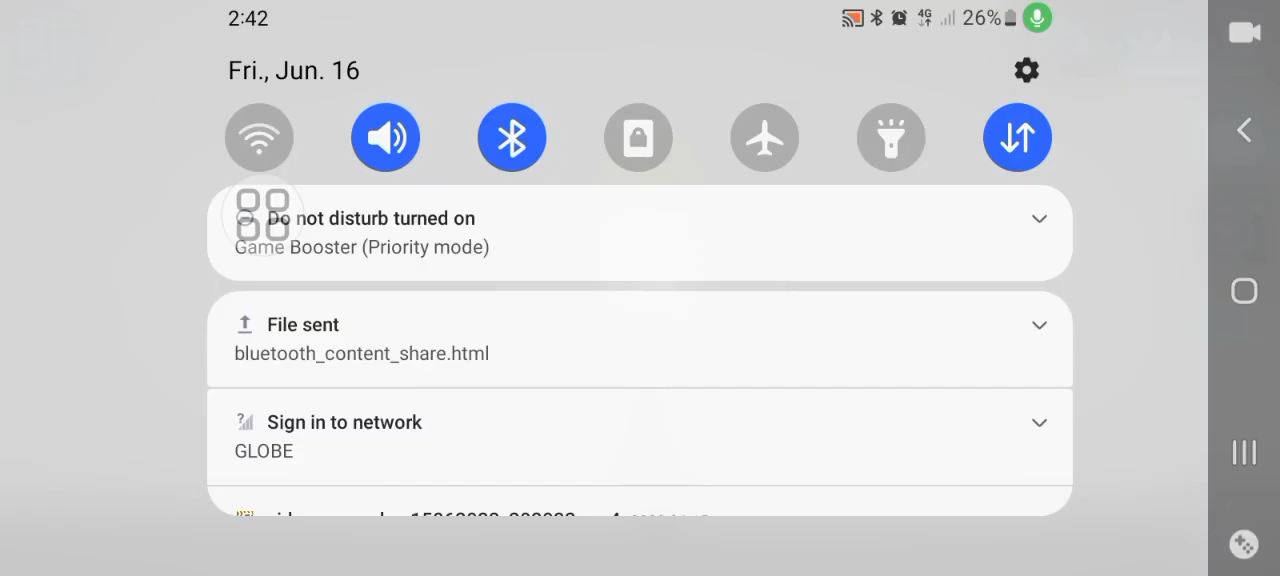 2:42
4G
26%
Fri., Jun. 16
Do not disturb turned on
Game Booster (Priority mode)
File sent
bluetooth_content_share.html
Sign in to network
GLOBE